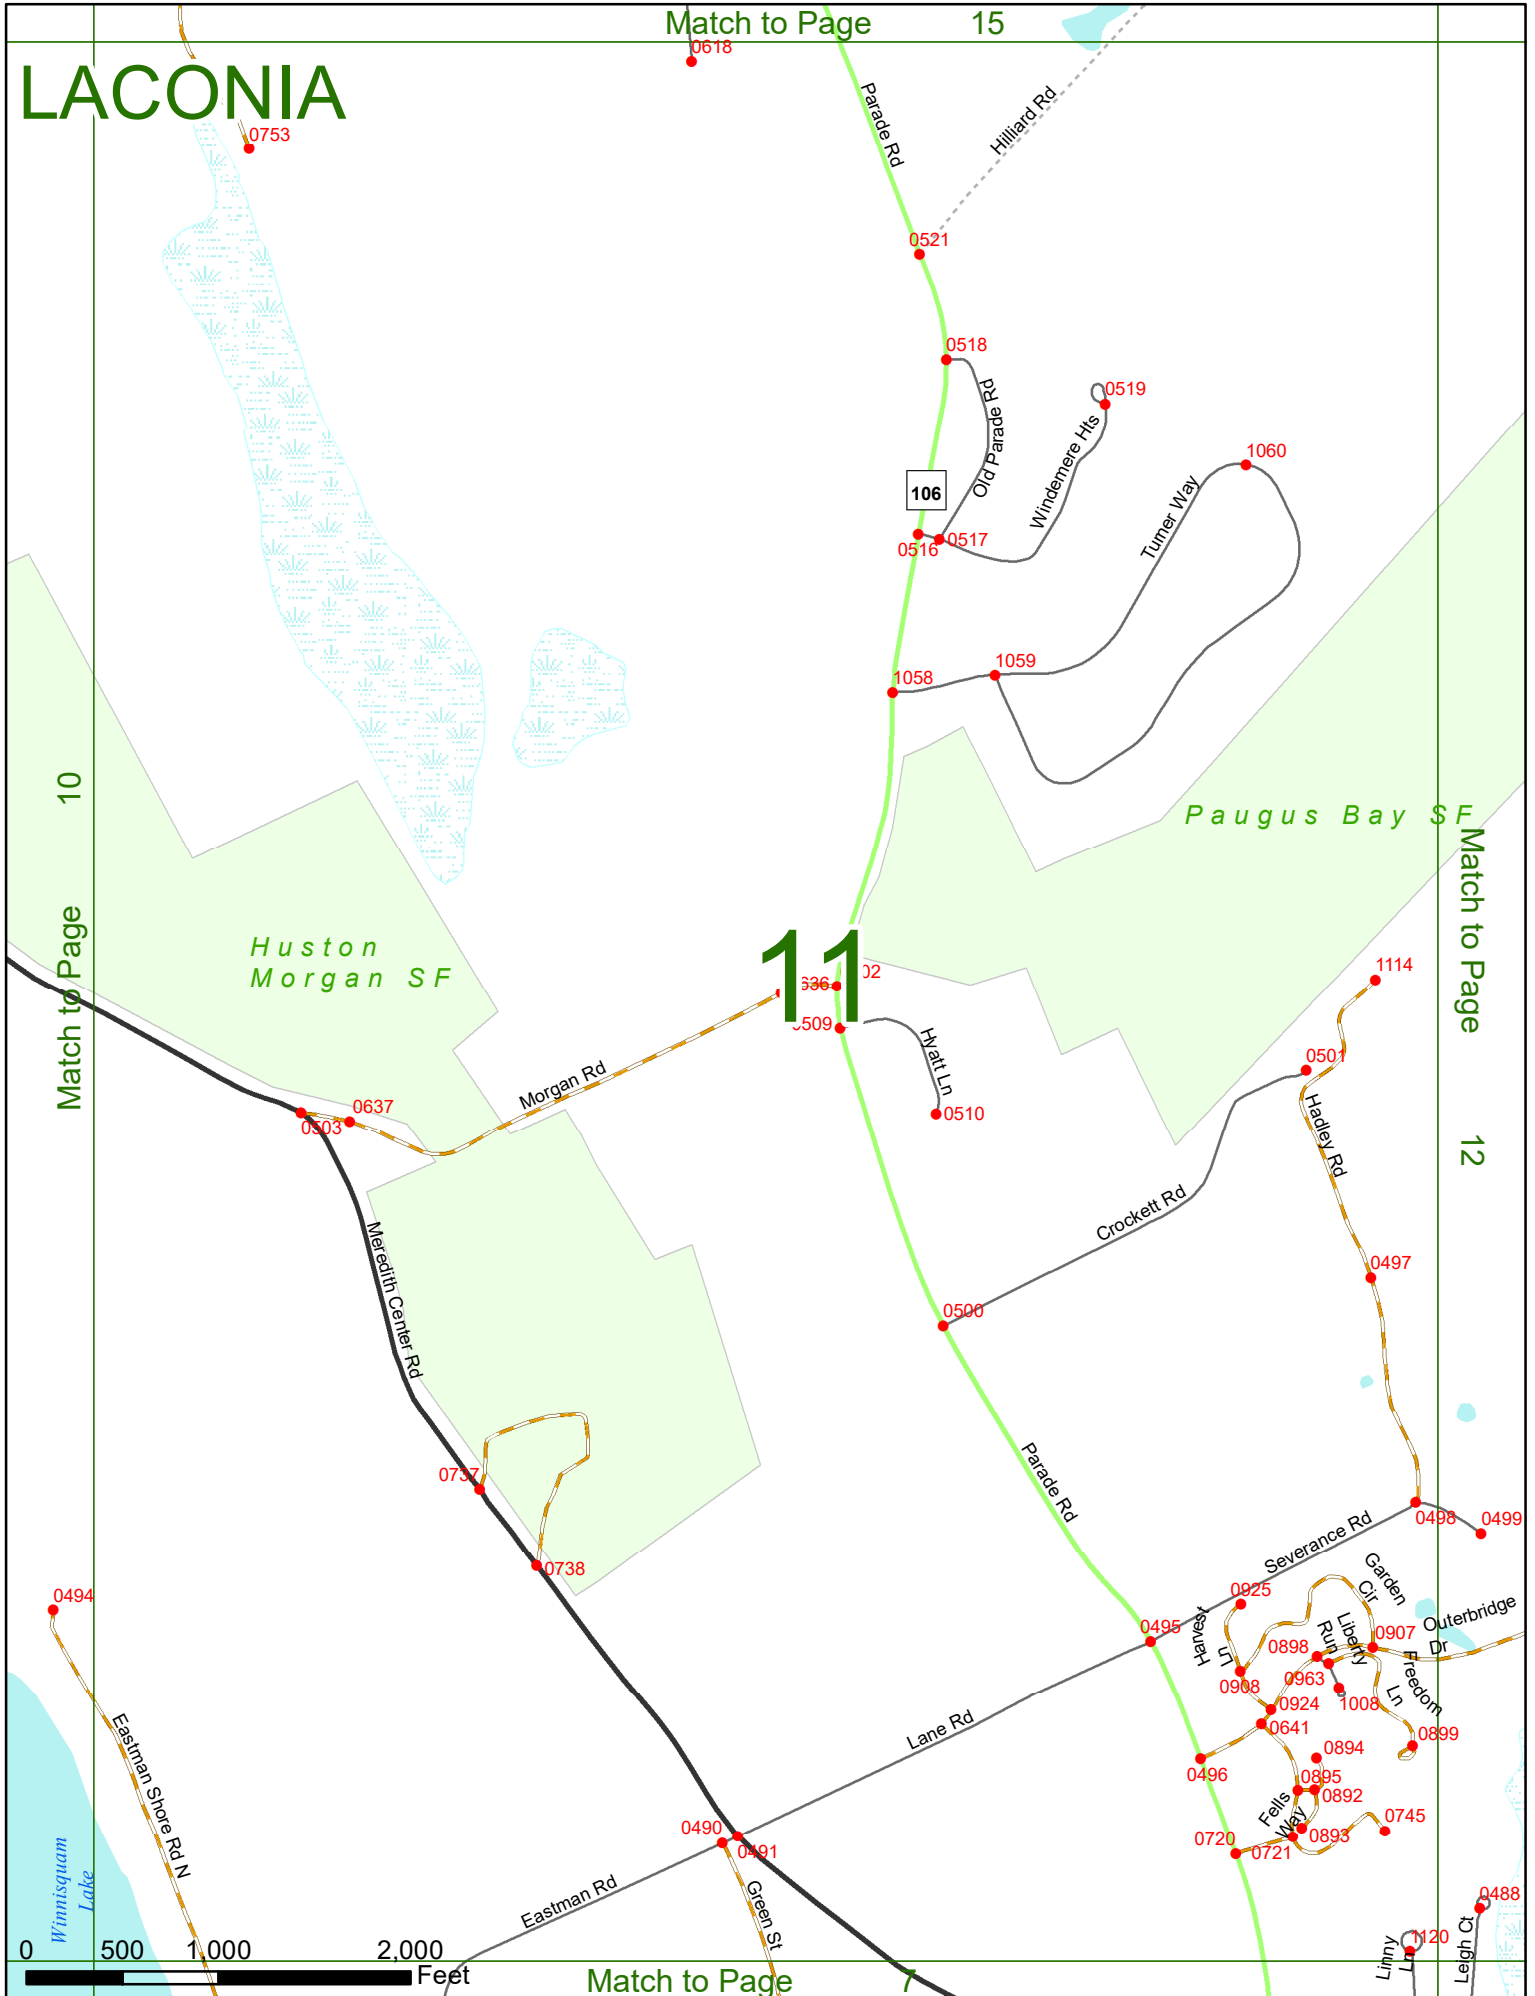 Match to Page 15
0618
LACONIA
0753
Parade Rd
Hilliard Rd
0521
0518
0519
Old Parade Rd
Windemere Hts
1060
106
Turner Way
0516
0517
1059
1058
10
Match to Page
Paugus Bay SF
Match to Page
12
Huston
Morgan SF
11
636
02
0509
1114
Hyatt Ln
0501
Morgan Rd
0637
0503
0510
Hadley Rd
Crockett Rd
Meredith Center Rd
0497
0500
Parade Rd
0737
0498
0499
Severance Rd
0738
Garden
Cir
0494
0925
Outerbridge
Dr
Harvest
Ln
0495
Liberty
Run
0898
0907
0963
Freedom
Ln
0908
1008
0924
0641
Lane Rd
0899
Eastman Shore Rd N
0894
0496
0895
0892
Fells
Way
0745
0490
0491
0893
0720
0721
Winnisquam
Lake
Eastman Rd
Green St
0488
Leigh Ct
1120
Linny
Ln
0 500 1,000 2,000
Feet
Match to Page 7